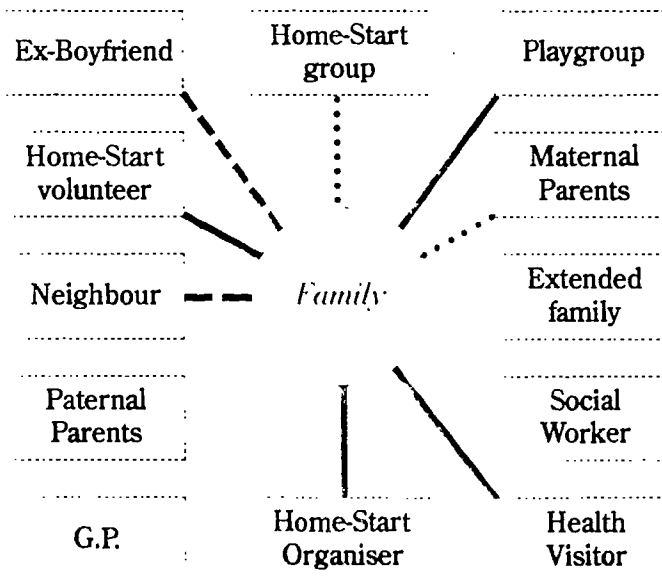 Ex-Boyfriend
Home-Start
group
Playgroup
Home-Start
volunteer
Maternal
Parents
Neighbour
Family
Extended
family
Paternal
Parents
Social
Worker
G.P.
Home-Start
Organiser
Health
Visitor